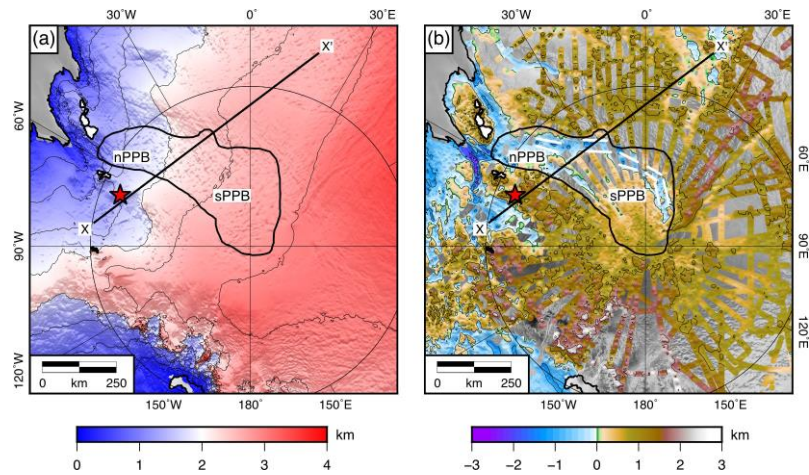 30°W 0° 30°E
(a)
X'
60°W
nPPB
sPPB
X
90°W
120°W
0 km 250
150°W 180° 150°E
km
0 1 2 3 4
30°W 0° 30°E
(b)
X'
60°E
nPPB
sPPB
X
90°E
120°E
0 km 250
150°W 180° 150°E
km
−3 −2 −1 0 1 2 3